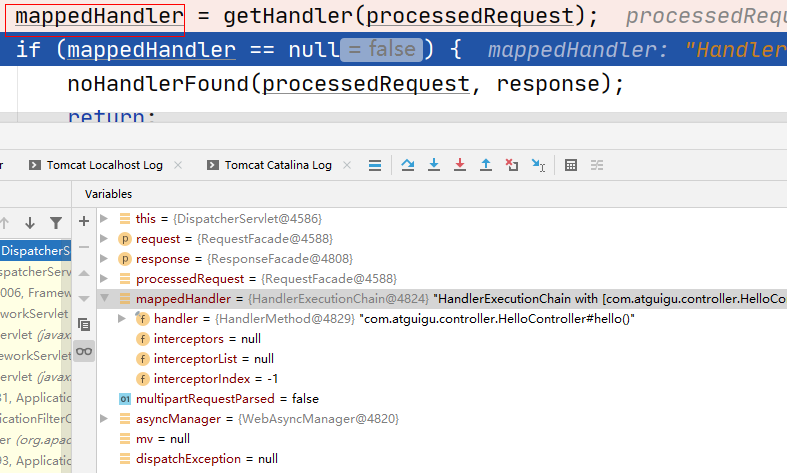 mappedHandler = getHandler(processedRequest); processedRequ
if (mappedHandler == null = false) { mappedHandler: "Handler
noHandlerFound(processedRequest, response);
return;
r Tomcat Localhost Log Tomcat Catalina Log
Variables
DispatcherS
spatcherServ
006, Framew
eworkServlet
ervlet (javax
meworkServle
ervlet (javax.
31, Applicatio
licationFilterC
er (org.apac
93, Applicatio
this = {DispatcherServlet@4586}
request = {RequestFacade@4588}
response = {ResponseFacade@4808}
processedRequest = {RequestFacade@4588}
mappedHandler = {HandlerExecutionChain@4824} "HandlerExecutionChain with [com.atguigu.controller.HelloCo
handler = {HandlerMethod@4829} "com.atguigu.controller.HelloController#hello()"
interceptors = null
interceptorList = null
interceptorIndex = -1
multipartRequestParsed = false
asyncManager = {WebAsyncManager@4820}
mv = null
dispatchException = null